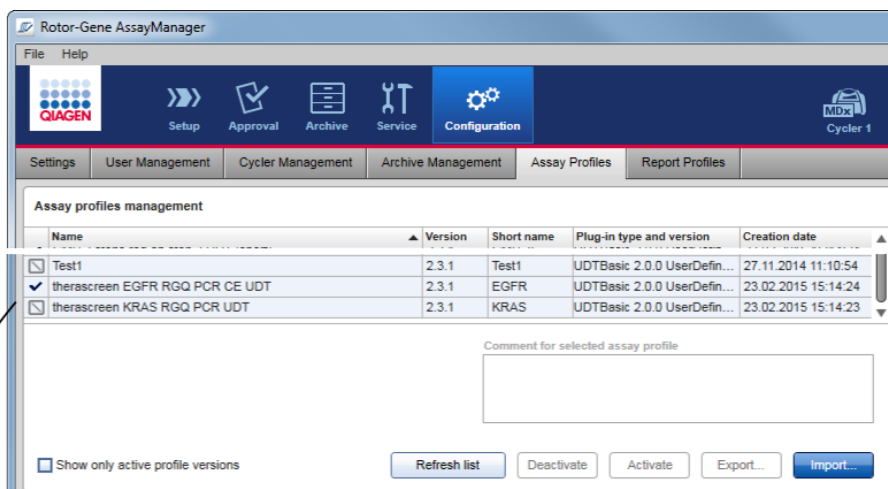 Rotor-Gene AssayManager
File Help
QIAGEN
Setup Approval Archive Service Configuration
MDx
Cycler 1
Settings User Management Cycler Management Archive Management Assay Profiles Report Profiles
Assay profiles management
Name Version Short name Plug-in type and version Creation date
Test1 2.3.1 Test1 UDTBasic 2.0.0 UserDefin... 27.11.2014 11:10:54
therascreen EGFR RGQ PCR CE UDT 2.3.1 EGFR UDTBasic 2.0.0 UserDefin... 23.02.2015 15:14:24
therascreen KRAS RGQ PCR UDT 2.3.1 KRAS UDTBasic 2.0.0 UserDefin... 23.02.2015 15:14:23
Comment for selected assay profile
Show only active profile versions Refresh list Deactivate Activate Export... Import...